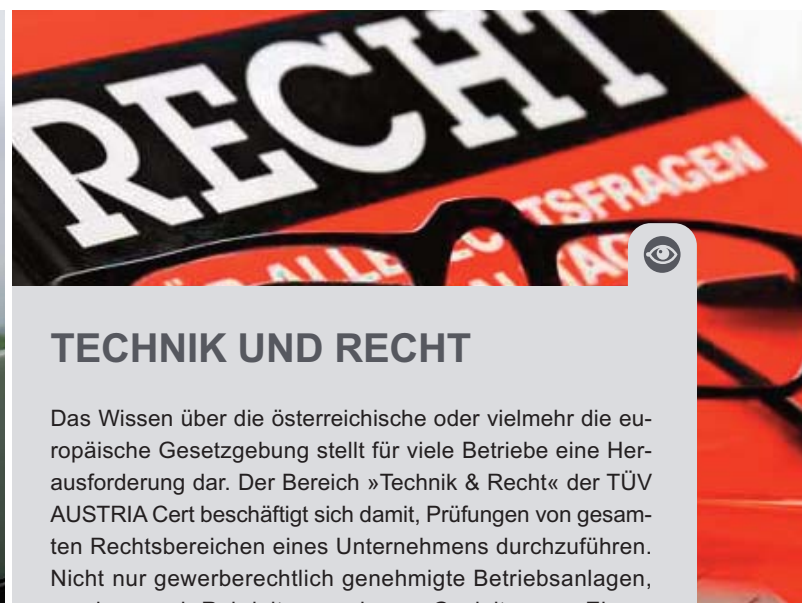 RECHT
ALLE
TECHNIK UND RECHT
Das Wissen über die österreichische oder vielmehr die eu-
ropäische Gesetzgebung stellt für viele Betriebe eine Her-
ausforderung dar. Der Bereich »Technik & Recht« der TÜV
AUSTRIA Cert beschäftigt sich damit, Prüfungen von gesam-
ten Rechtsbereichen eines Unternehmens durchzuführen.
Nicht nur gewerberechtlich genehmigte Betriebsanlagen,